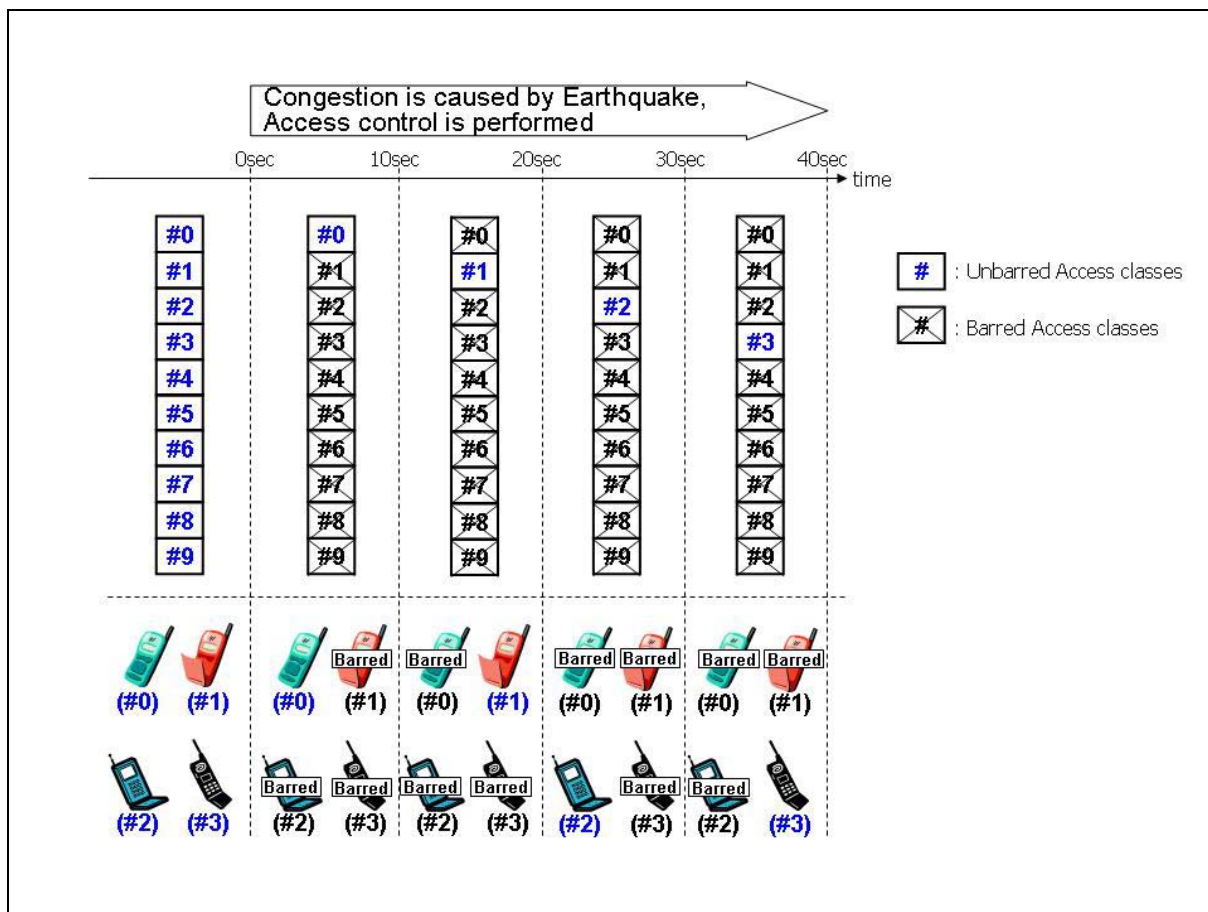 Congestion is caused by Earthquake,
Access control is performed
0sec 10sec 20sec 30sec 40sec
time
#0 #0 #0 #0 #0
#1 #1 #1 #1 #1
#2 #2 #2 #2 #2
#3 #3 #3 #3 #3
#4 #4 #4 #4 #4
#5 #5 #5 #5 #5
#6 #6 #6 #6 #6
#7 #7 #7 #7 #7
#8 #8 #8 #8 #8
#9 #9 #9 #9 #9
# : Unbarred Access classes
# : Barred Access classes
Barred Barred Barred Barred Barred Barred
(#0) (#1) (#0) (#1) (#0) (#1) (#0) (#1) (#0) (#1)
Barred Barred Barred Barred Barred Barred
(#2) (#3) (#2) (#3) (#2) (#3) (#2) (#3) (#2) (#3)